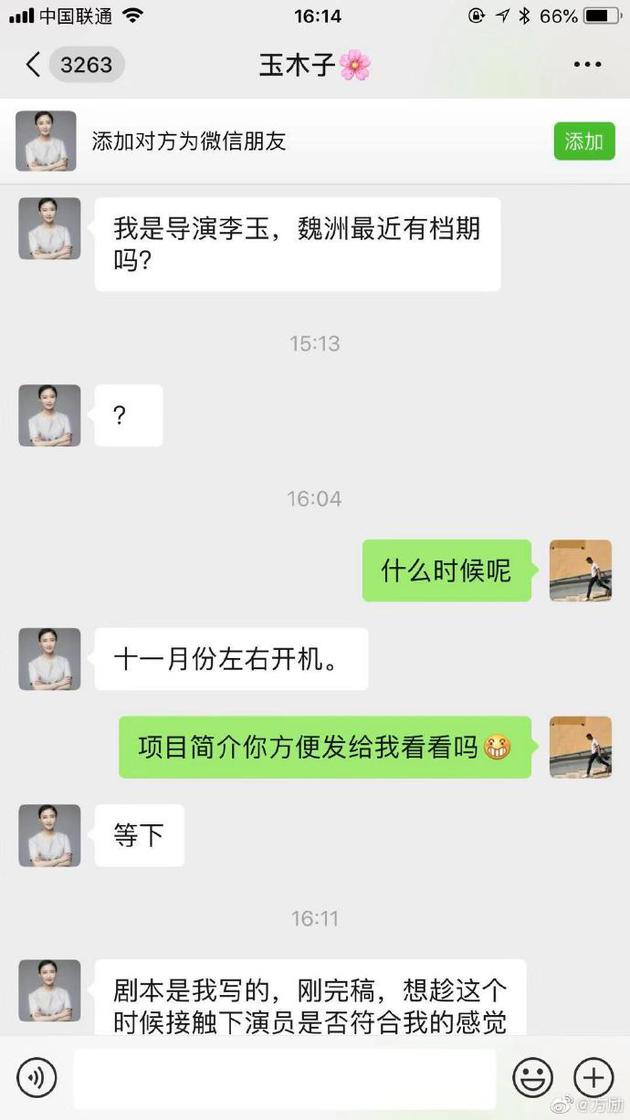 中国联通
16:14
66%
3263
玉木子🌸
添加对方为微信朋友
添加
我是导演李玉，魏洲最近有档期
吗?
15:13
?
16:04
什么时候呢
十一月份左右开机。
项目简介你方便发给我看看吗😁
等下
16:11
剧本是我写的，刚完稿，想趁这个
时候接触下演员是否符合我的感觉
@方励